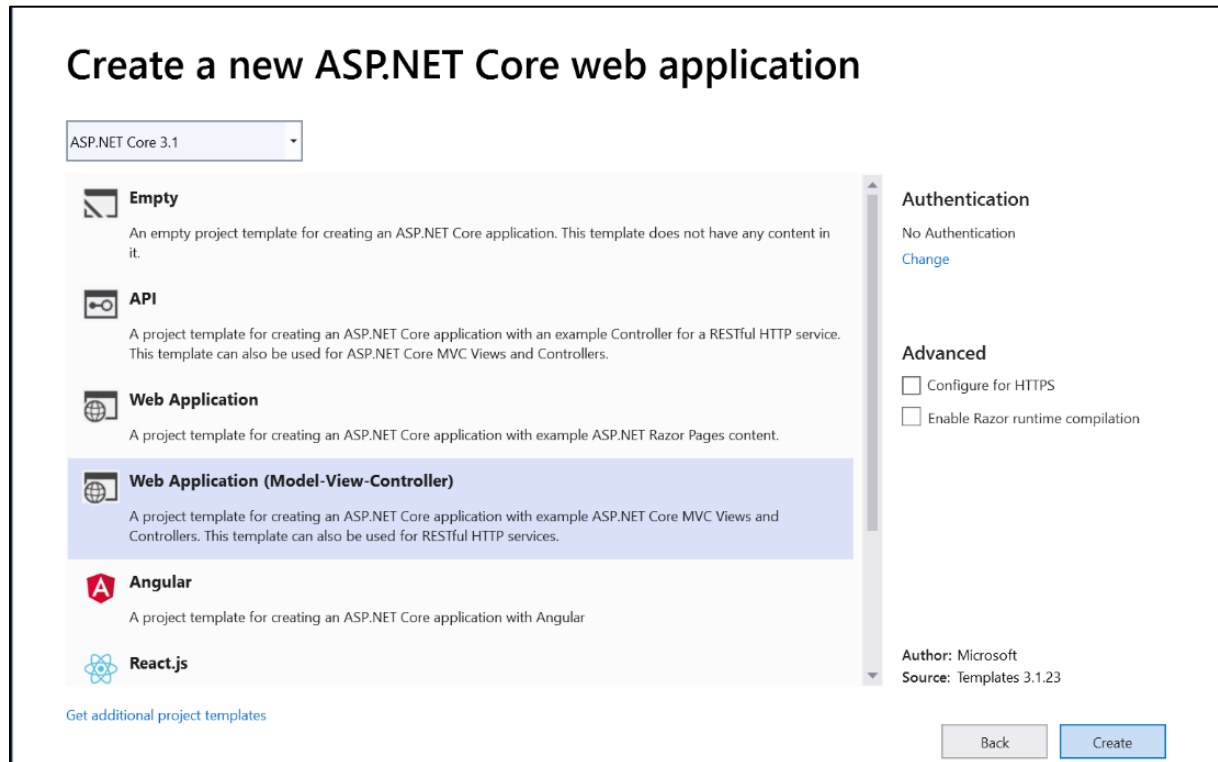 Create a new ASP.NET Core web application
ASP.NET Core 3.1
Empty
An empty project template for creating an ASP.NET Core application. This template does not have any content in
it.
API
A project template for creating an ASP.NET Core application with an example Controller for a RESTful HTTP service.
This template can also be used for ASP.NET Core MVC Views and Controllers.
Web Application
A project template for creating an ASP.NET Core application with example ASP.NET Razor Pages content.
Web Application (Model-View-Controller)
A project template for creating an ASP.NET Core application with example ASP.NET Core MVC Views and
Controllers. This template can also be used for RESTful HTTP services.
Angular
A project template for creating an ASP.NET Core application with Angular
React.js
Get additional project templates
Authentication
No Authentication
Change
Advanced
Configure for HTTPS
Enable Razor runtime compilation
Author: Microsoft
Source: Templates 3.1.23
Back
Create